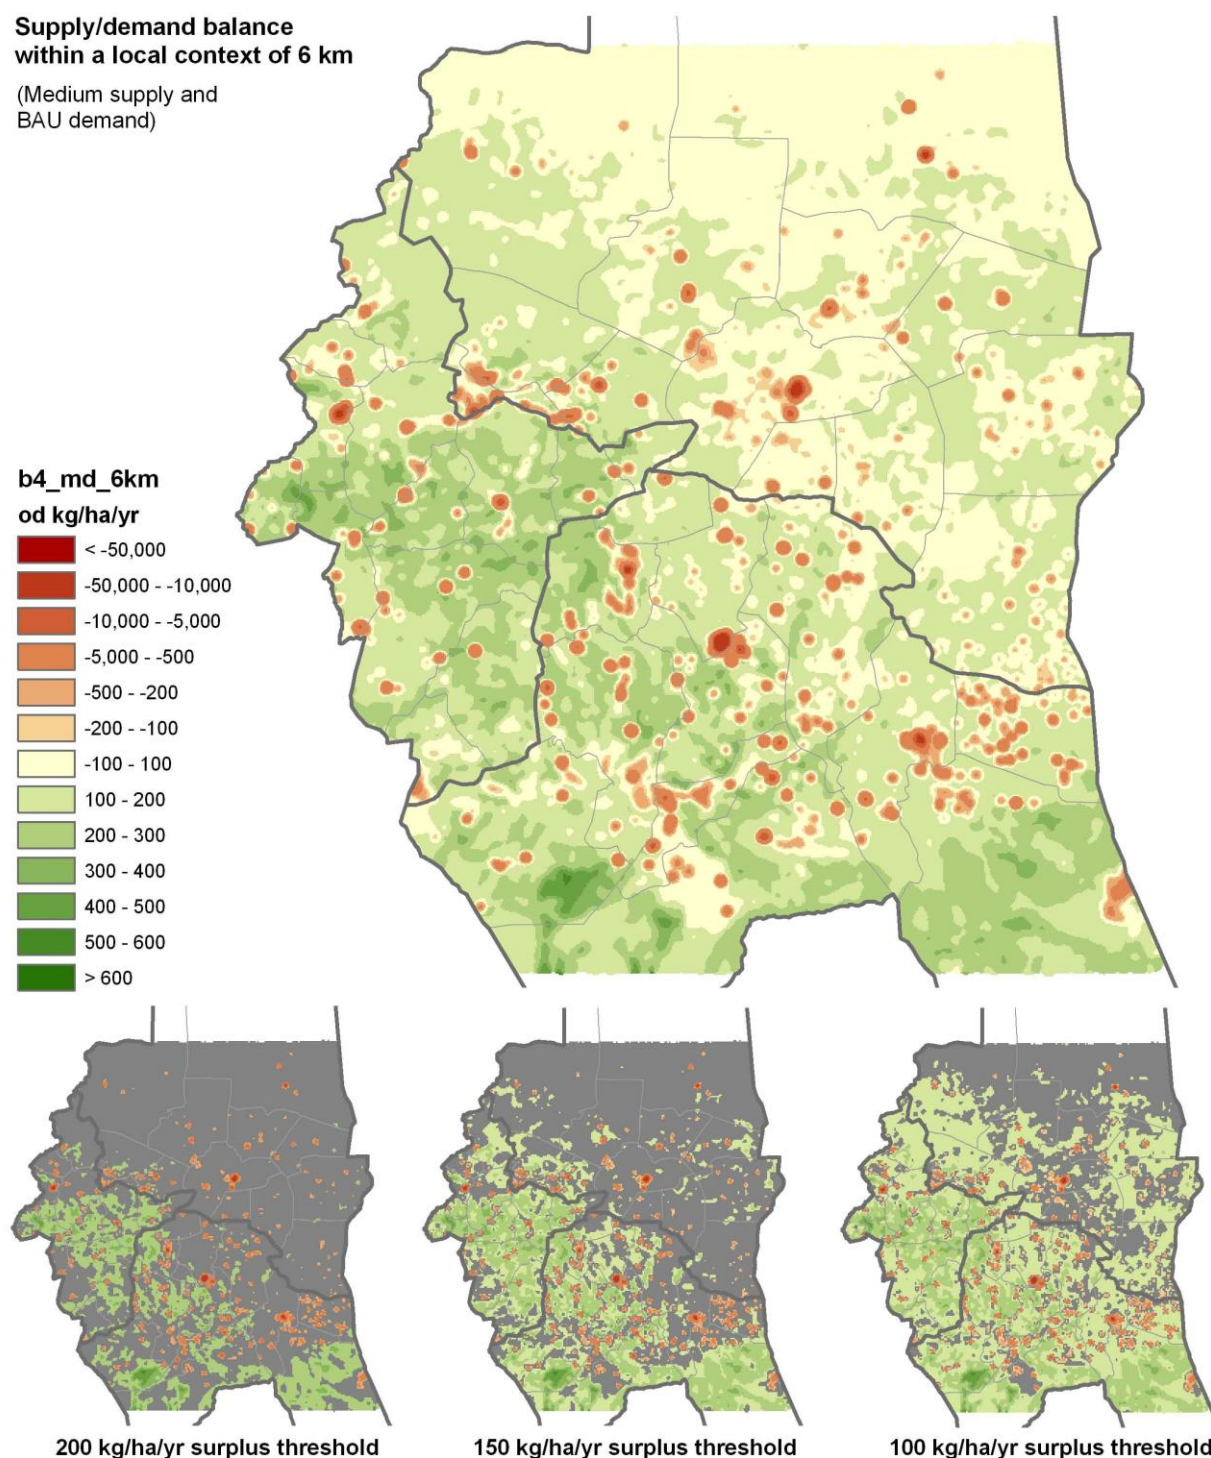 Supply/demand balance
within a local context of 6 km
(Medium supply and
BAU demand)
b4_md_6km
od kg/ha/yr
< -50,000
-50,000 - -10,000
-10,000 - -5,000
-5,000 - -500
-500 - -200
-200 - -100
-100 - 100
100 - 200
200 - 300
300 - 400
400 - 500
500 - 600
> 600
200 kg/ha/yr surplus threshold
150 kg/ha/yr surplus threshold
100 kg/ha/yr surplus threshold